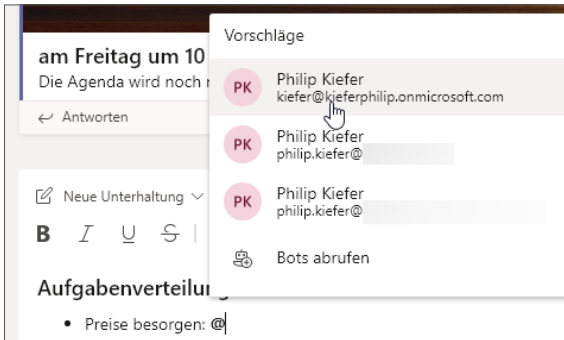 Vorschläge
am Freitag um 10
Die Agenda wird noch
Antworten
PK
Philip Kiefer
kiefer@kieferphilip.onmicrosoft.com
PK
Philip Kiefer
philip.kiefer@
PK
Philip Kiefer
philip.kiefer@
Bots abrufen
Neue Unterhaltung
B I U S
Aufgabenverteilung
• Preise besorgen: @